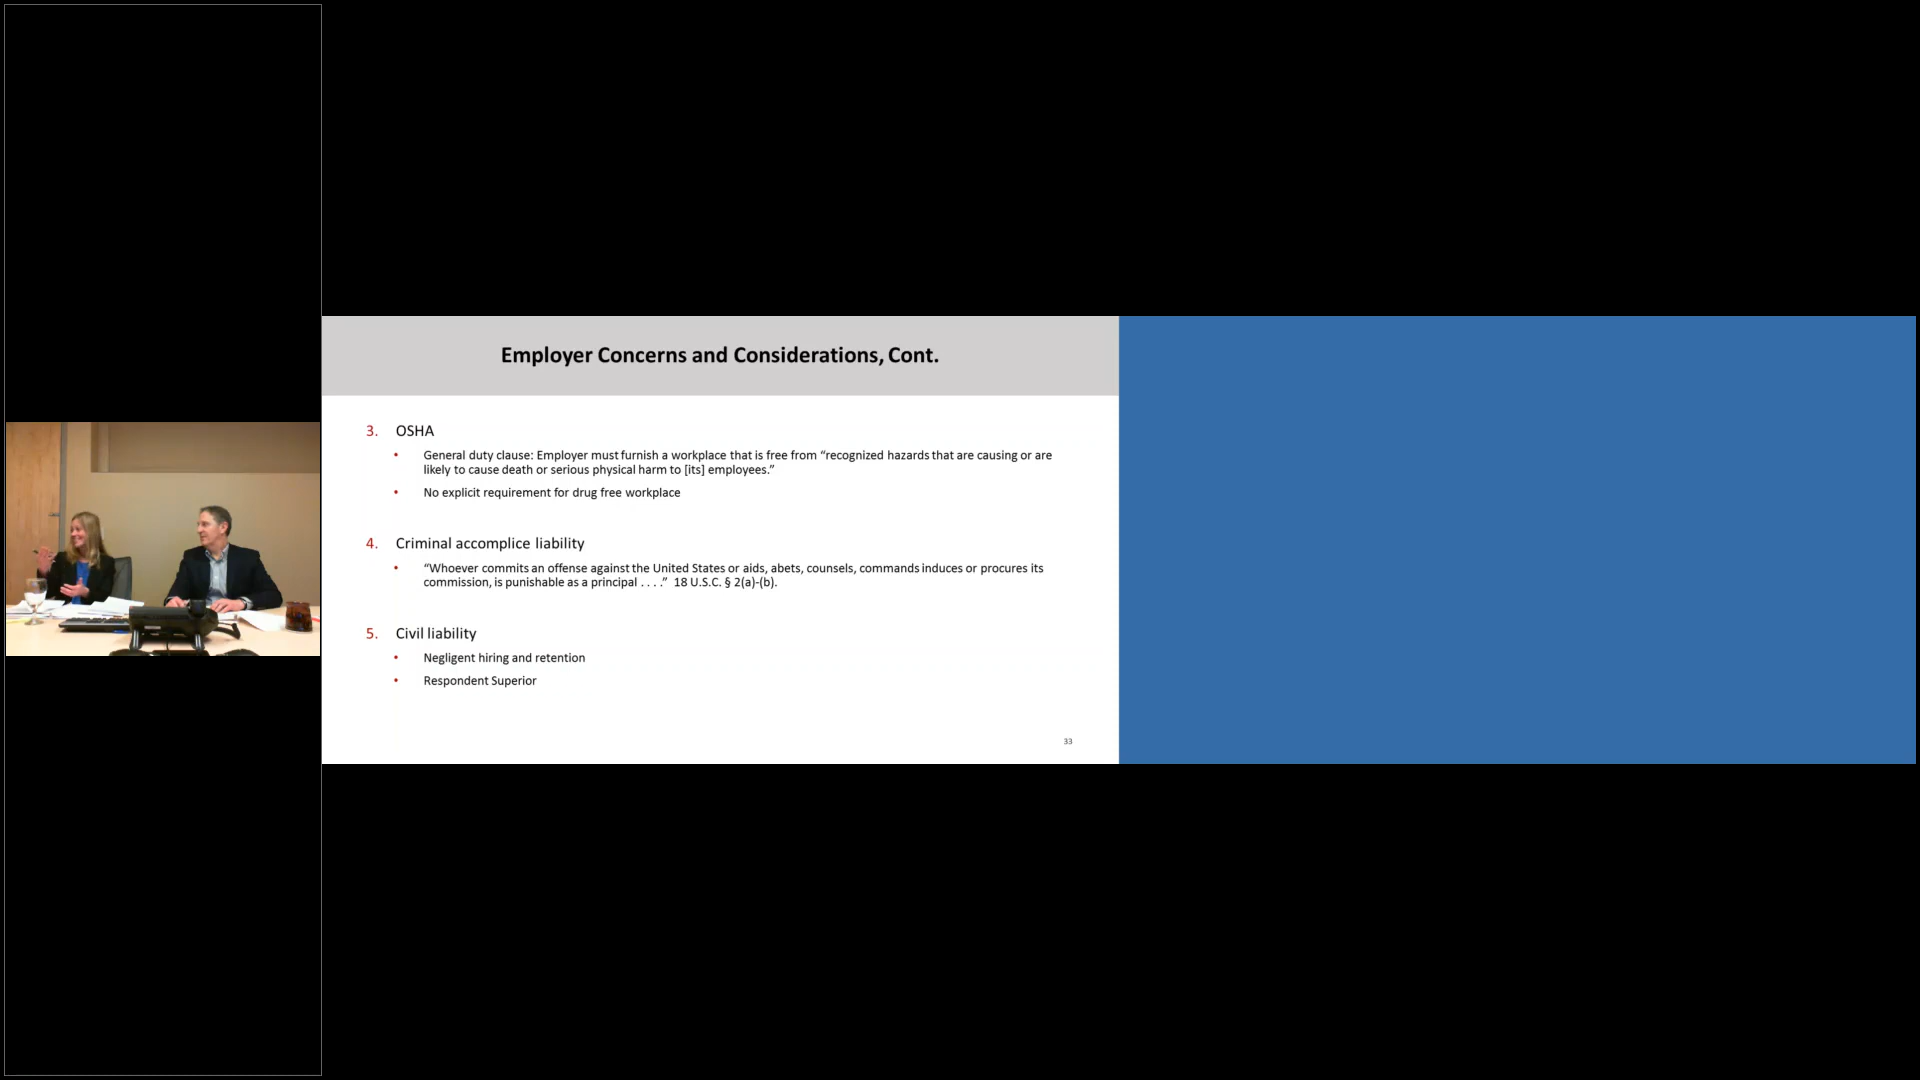 Employer Concerns and Considerations, Cont.
3. OSHA
• General duty clause: Employer must furnish a workplace that is free from “recognized hazards that are causing or are
likely to cause death or serious physical harm to [its] employees.”
• No explicit requirement for drug free workplace
4. Criminal accomplice liability
• “Whoever commits an offense against the United States or aids, abets, counsels, commands induces or procures its
commission, is punishable as a principal . . . .” 18 U.S.C. § 2(a)-(b).
5. Civil liability
• Negligent hiring and retention
• Respondent Superior
33